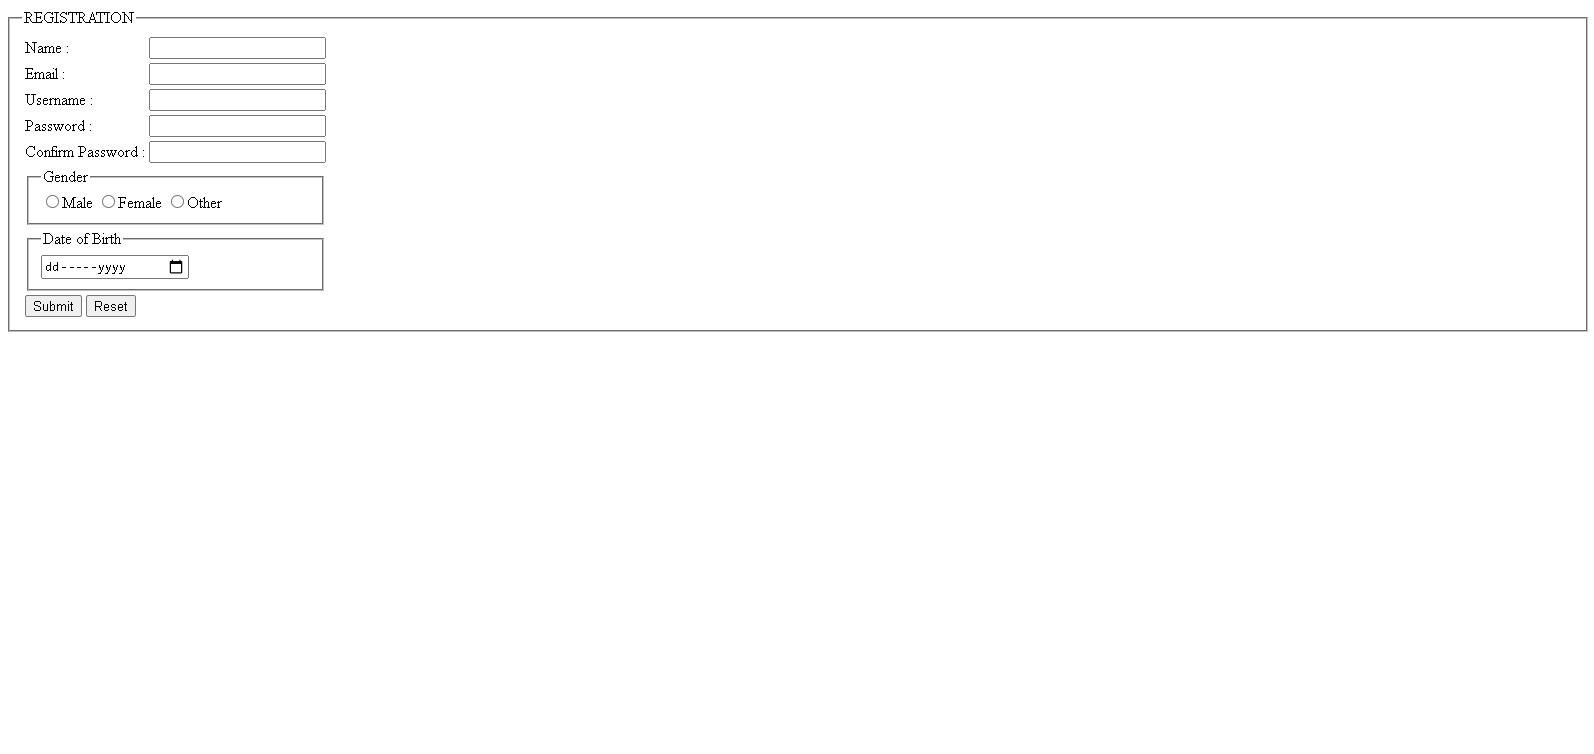 REGISTRATION
Name :
Email :
Username :
Password :
Confirm Password :
Gender
Male Female Other
Date of Birth
dd-----yyyy
Submit Reset